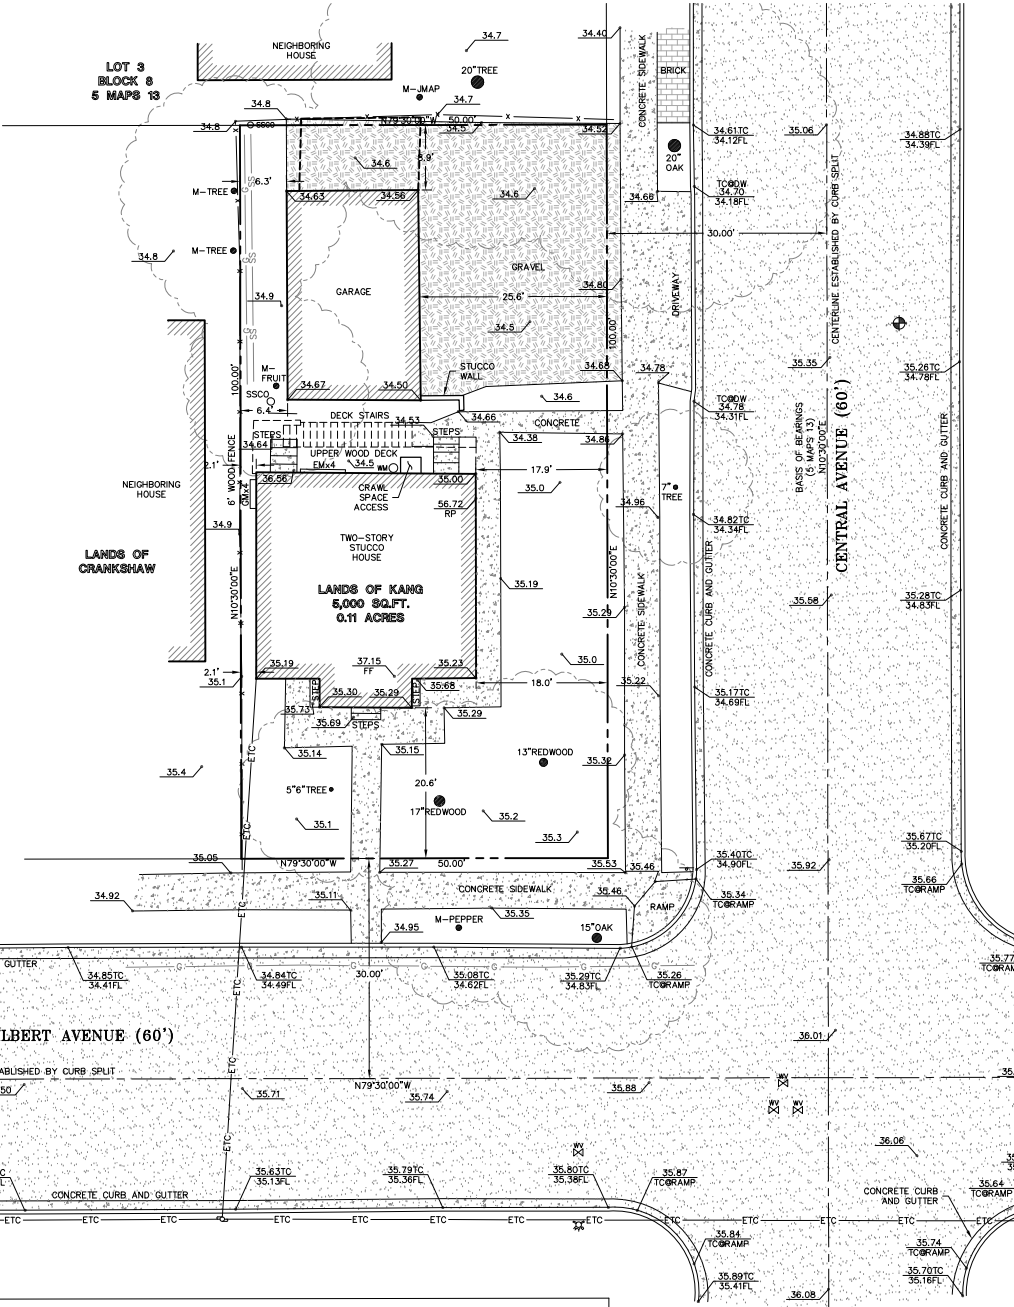 34.7
34.40
NEIGHBORING
HOUSE
LOT 3
BLOCK 8
5 MAPS 13
20"TREE
CONCRETE SIDEWALK
BRICK
M-JMAP
34.8
34.7
N79°30'00"W 50.00'
34.8
SSCO
34.5
34.52
34.61TC
34.12FL
35.06
34.88TC
34.39FL
34.6
8.9'
20"
OAK
6.3'
M-TREE
34.63
34.56
34.6
34.66
TC@DW
34.70
34.18FL
CENTERLINE ESTABLISHED BY CURB SPLIT
30.00'
M-TREE
34.8
GRAVEL
DRIVEWAY
GARAGE
34.80
34.9
25.6'
34.5
100.00'
35.35
35.26TC
34.78FL
M-
FRUIT
STUCCO
WALL
34.68
34.78
100.00'
SSCO
34.67
34.50
34.6
TC@DW
34.78
34.31FL
6.4'
DECK STAIRS
34.53
34.66
CONCRETE
STEPS
STEPS
34.38
34.86
34.64
UPPER WOOD DECK
2.1'
EMx4
34.5
WM
17.9'
36.56
35.00
6' WOOD FENCE
GMx4
CRAWL
SPACE
ACCESS
35.0
7"
TREE
NEIGHBORING
HOUSE
56.72
RP
34.96
34.82TC
34.34FL
34.9
BASIS OF BEARINGS
(5 MAPS 13)
N10°30'00"E
CENTRAL AVENUE (60')
CONCRETE CURB AND GUTTER
TWO-STORY
STUCCO
HOUSE
LANDS OF
CRANKSHAW
LANDS OF KANG
5,000 SQ.FT.
0.11 ACRES
N10°30'00"E
N10°30'00"E
35.19
CONCRETE SIDEWALK
CONCRETE CURB AND GUTTER
35.29
35.58
35.28TC
34.83FL
35.19
37.15
FF
35.23
35.0
2.1'
35.1
STEP
35.30
35.29
STEP
35.68
18.0'
35.22
35.17TC
34.69FL
35.73
35.69
STEPS
35.29
35.14
35.15
13"REDWOOD
35.32
35.4
20.6'
5"6"TREE
17"REDWOOD
35.1
35.2
35.3
35.67TC
35.20FL
35.05
N79°30'00"W
35.27
50.00'
35.53
35.46
35.40TC
34.90FL
35.92
35.66
TC@RAMP
34.92
35.11
CONCRETE SIDEWALK
35.46
35.34
TC@RAMP
RAMP
34.95
M-PEPPER
35.35
15"OAK
GUTTER
G G G G
34.85TC
34.41FL
34.84TC
34.49FL
30.00'
35.08TC
34.62FL
35.29TC
34.83FL
35.26
TC@RAMP
35.77
TC@RAM
LBERT AVENUE (60')
36.01
ABLISHED BY CURB SPLIT
50
N79°30'00"W
35.71
35.74
35.88
WV
35.
WV WV
36.06
WV
35.63TC
35.13FL
35.79TC
35.36FL
35.80TC
35.38FL
35.87
TC@RAMP
35.64
TC@RAMP
CONCRETE CURB AND GUTTER
CONCRETE CURB
AND GUTTER
ETC ETC ETC ETC ETC ETC ETC ETC ETC ETC ETC ETC ETC
35.84
TC@RAMP
35.74
TC@RAMP
35.89TC
35.41FL
35.70TC
35.16FL
36.08